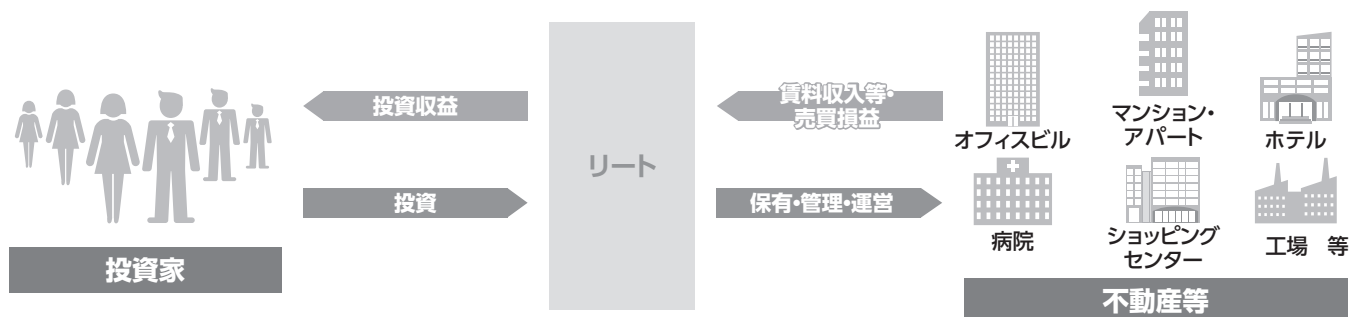 投資家
投資収益
投資
リート
賃料収入等・
売買損益
保有・管理・運営
オフィスビル
マンション・
アパート
ホテル
病院
ショッピング
センター
工場　等
不動産等